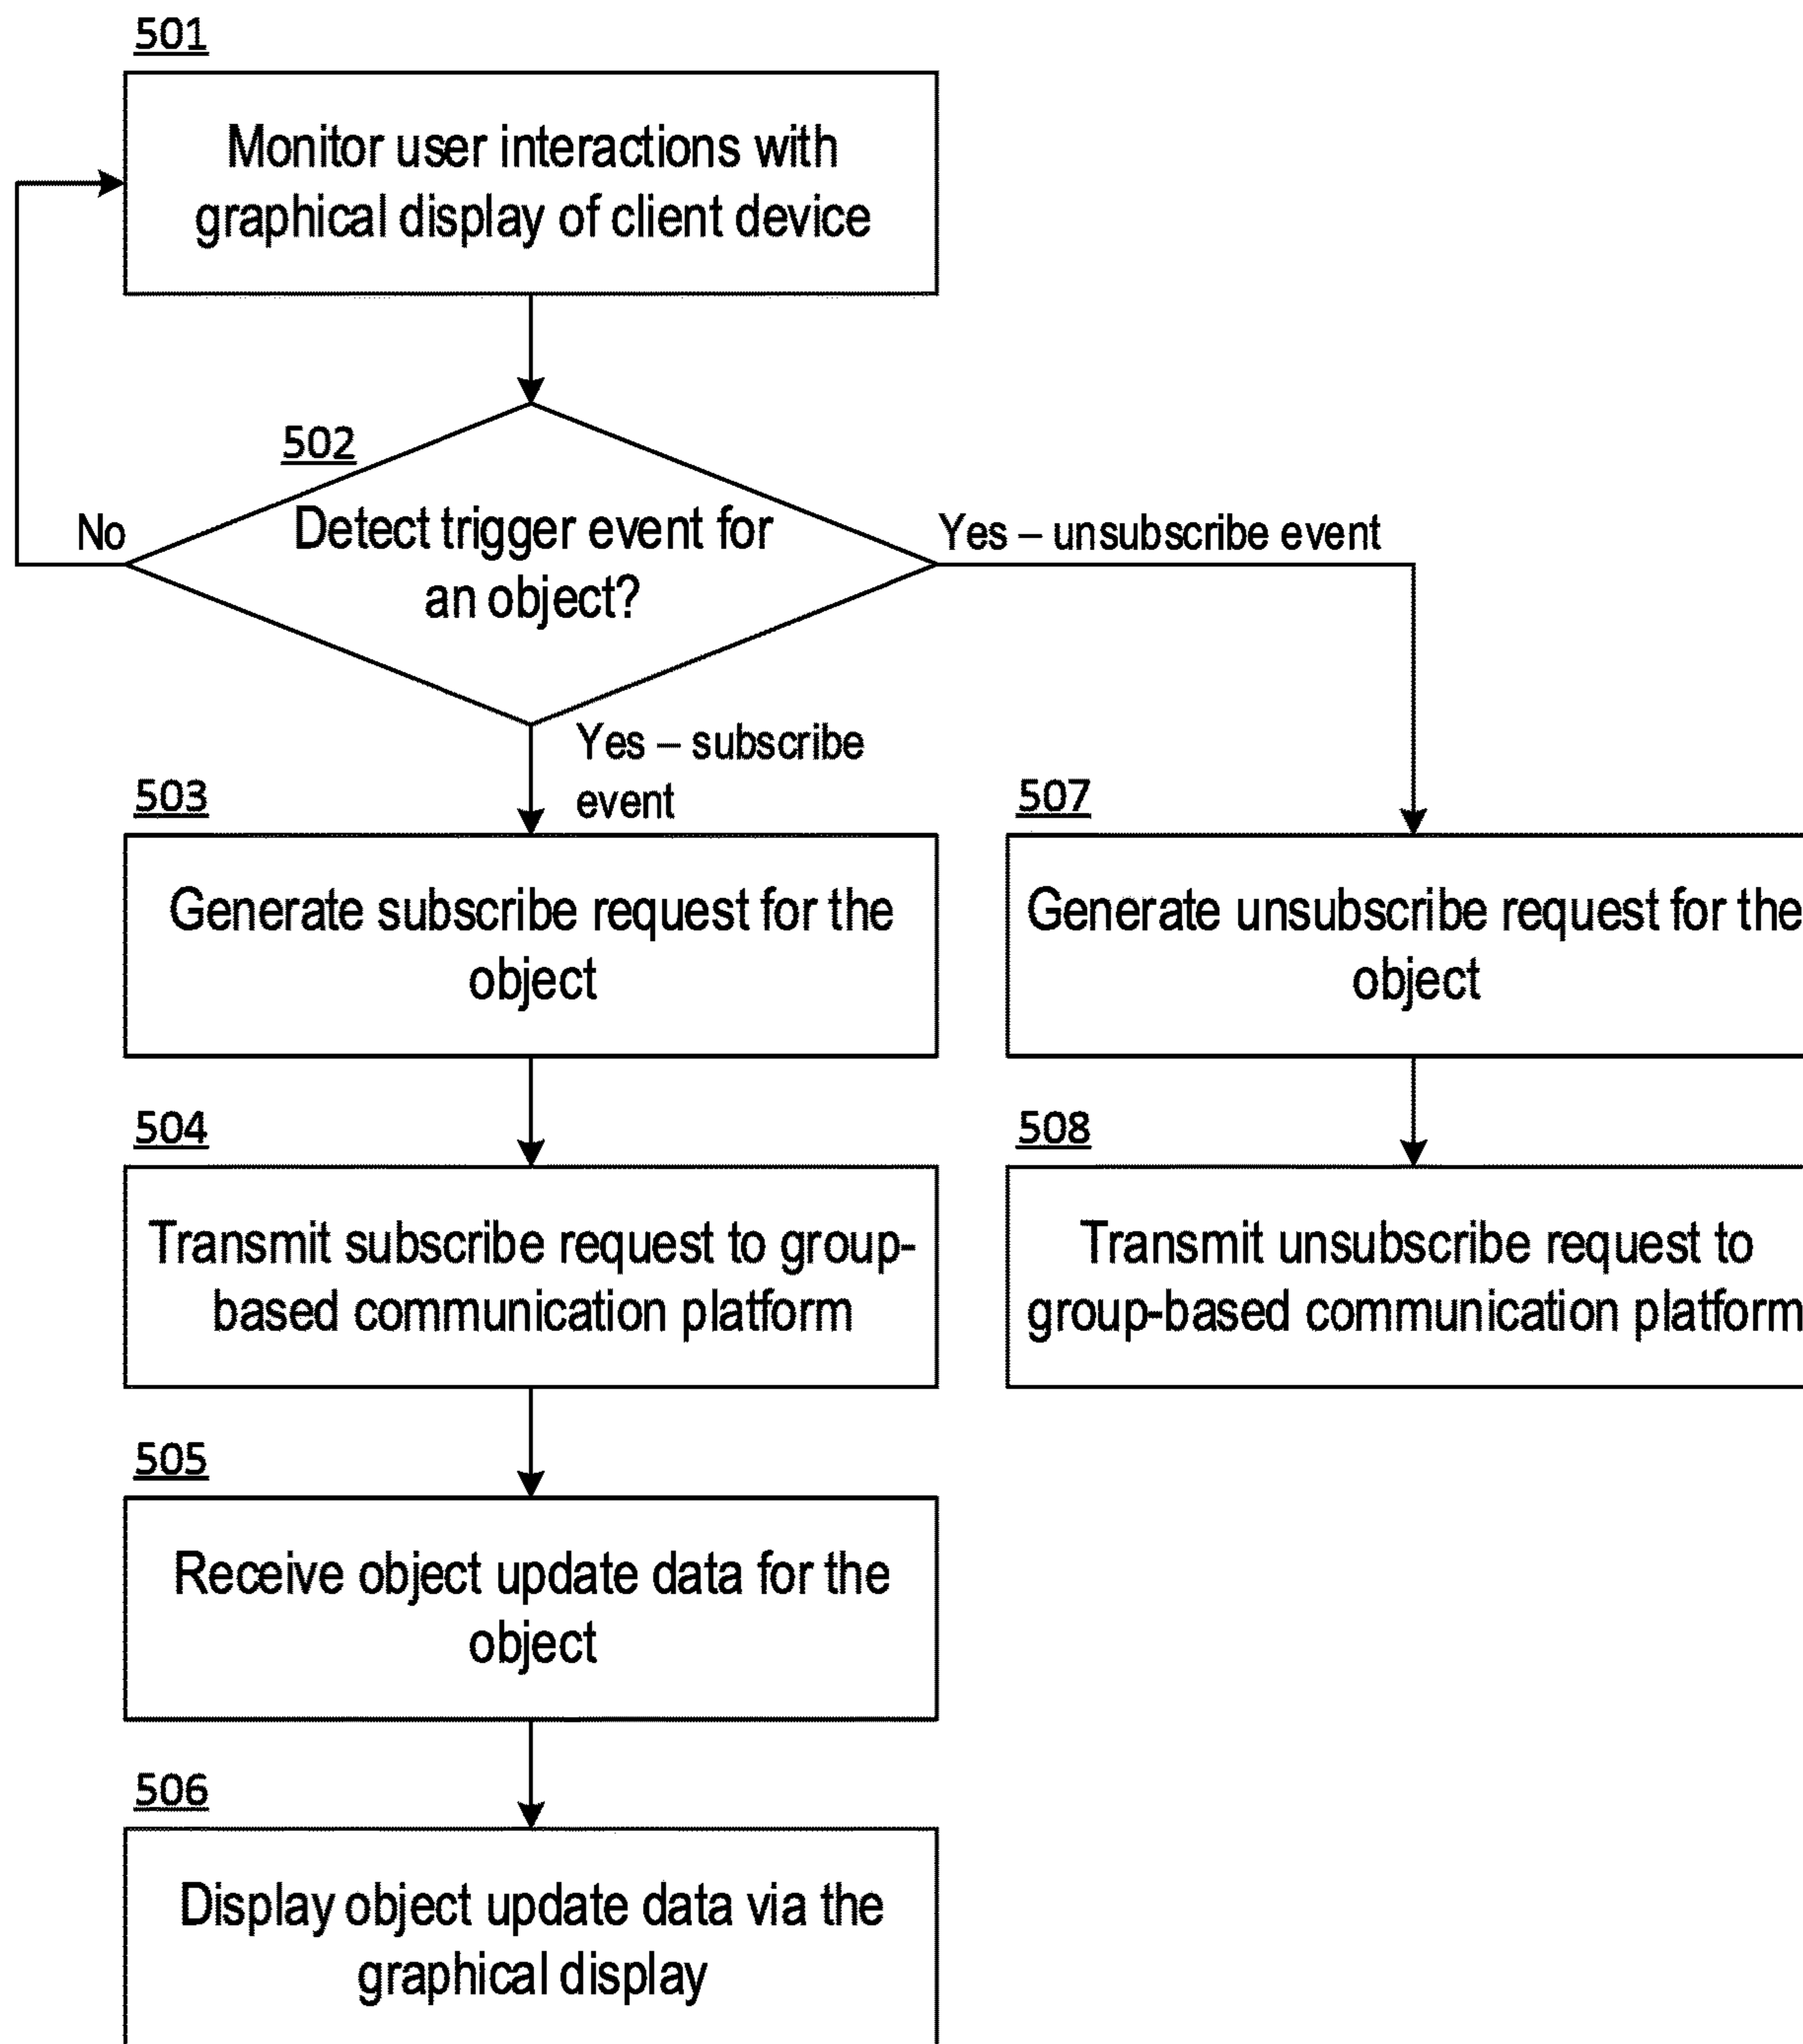 501
Monitor user interactions with
graphical display of client device
502
No
Detect trigger event for
an object?
Yes – unsubscribe event
Yes – subscribe
event
503
Generate subscribe request for the
object
507
Generate unsubscribe request for the
object
504
Transmit subscribe request to group-
based communication platform
508
Transmit unsubscribe request to
group-based communication platform
505
Receive object update data for the
object
506
Display object update data via the
graphical display